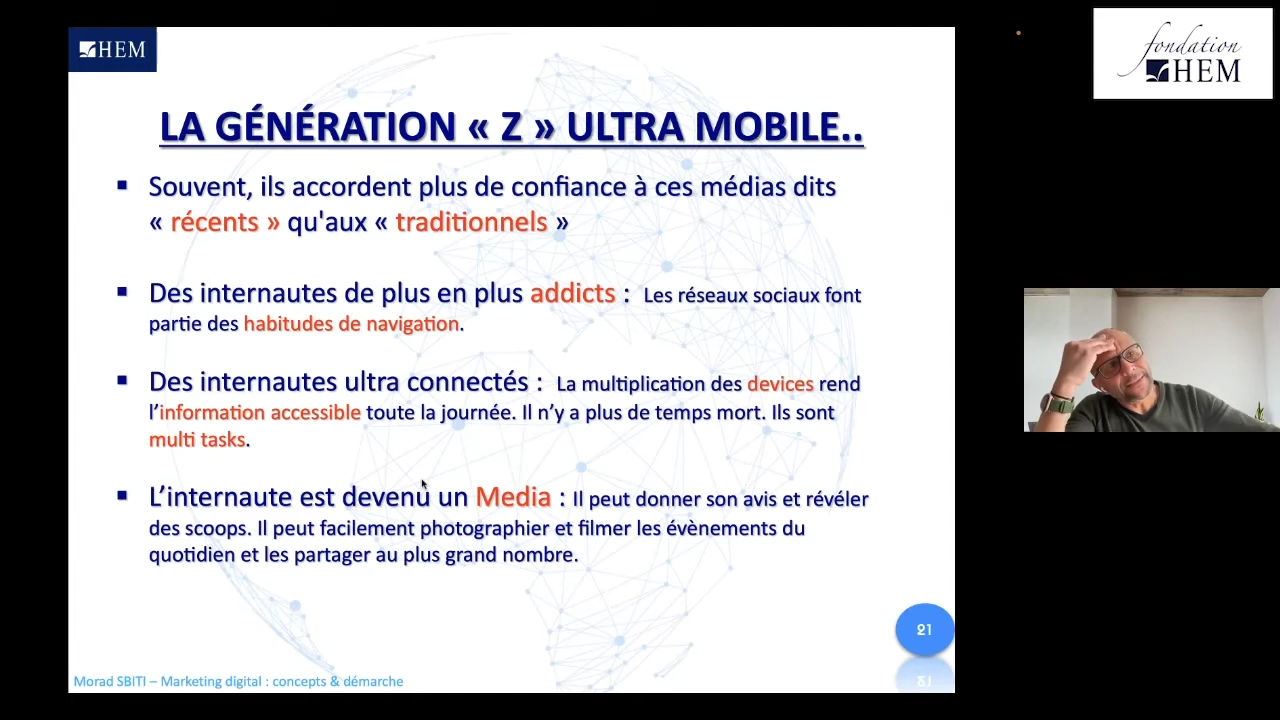 HEM
fondation
HEM
LA GÉNÉRATION « Z » ULTRA MOBILE..
▪ Souvent, ils accordent plus de confiance à ces médias dits
« récents » qu'aux « traditionnels »
▪ Des internautes de plus en plus addicts : Les réseaux sociaux font
partie des habitudes de navigation.
▪ Des internautes ultra connectés : La multiplication des devices rend
l’information accessible toute la journée. Il n’y a plus de temps mort. Ils sont
multi tasks.
▪ L’internaute est devenu un Media : Il peut donner son avis et révéler
des scoops. Il peut facilement photographier et filmer les évènements du
quotidien et les partager au plus grand nombre.
21
Morad SBITI – Marketing digital : concepts & démarche